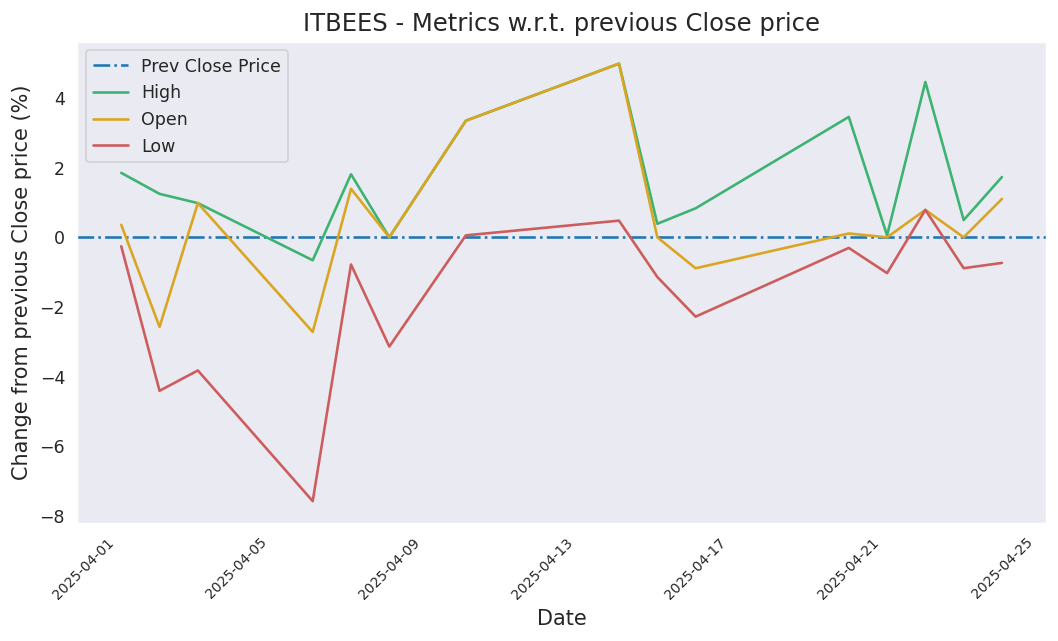 ITBEES - Metrics w.r.t. previous Close price
Prev Close Price
High
Open
Low
Change from previous Close price (%)
4
2
0
−2
−4
−6
−8
2025-04-01
2025-04-05
2025-04-09
2025-04-13
2025-04-17
2025-04-21
2025-04-25
Date